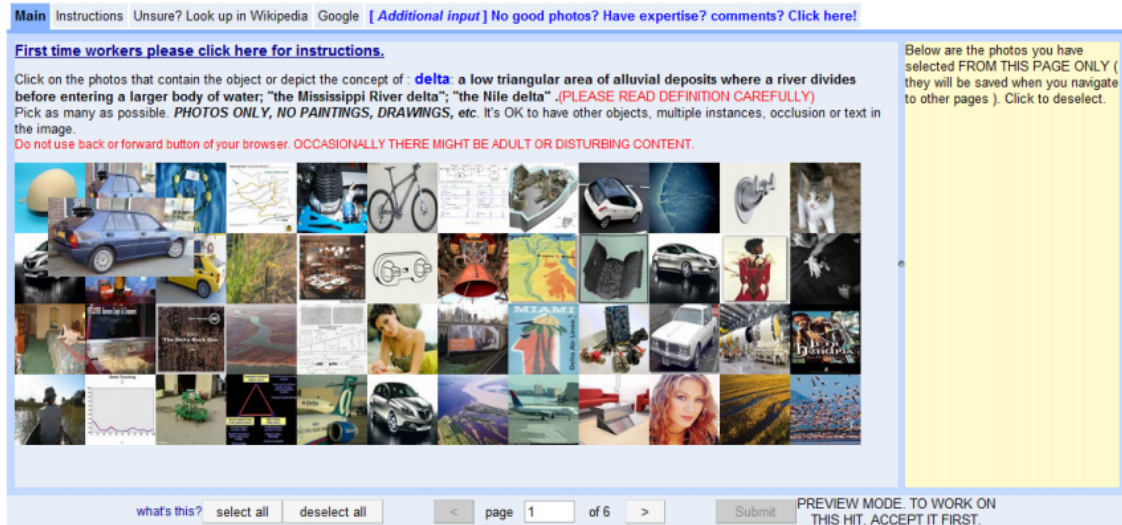 Main Instructions Unsure? Look up in Wikipedia Google [ Additional input ] No good photos? Have expertise? comments? Click here!
First time workers please click here for instructions.
Click on the photos that contain the object or depict the concept of : delta: a low triangular area of alluvial deposits where a river divides
before entering a larger body of water; "the Mississippi River delta"; "the Nile delta" .(PLEASE READ DEFINITION CAREFULLY)
Pick as many as possible. PHOTOS ONLY, NO PAINTINGS, DRAWINGS, etc. It's OK to have other objects, multiple instances, occlusion or text in
the image.
Do not use back or forward button of your browser. OCCASIONALLY THERE MIGHT BE ADULT OR DISTURBING CONTENT.
Below are the photos you have
selected FROM THIS PAGE ONLY (
they will be saved when you navigate
to other pages ). Click to deselect.
The Delta Rock Box
MIAMI
Delta Air Lines
Delta
what's this? select all deselect all < page 1 of 6 > Submit PREVIEW MODE. TO WORK ON
THIS HIT, ACCEPT IT FIRST.